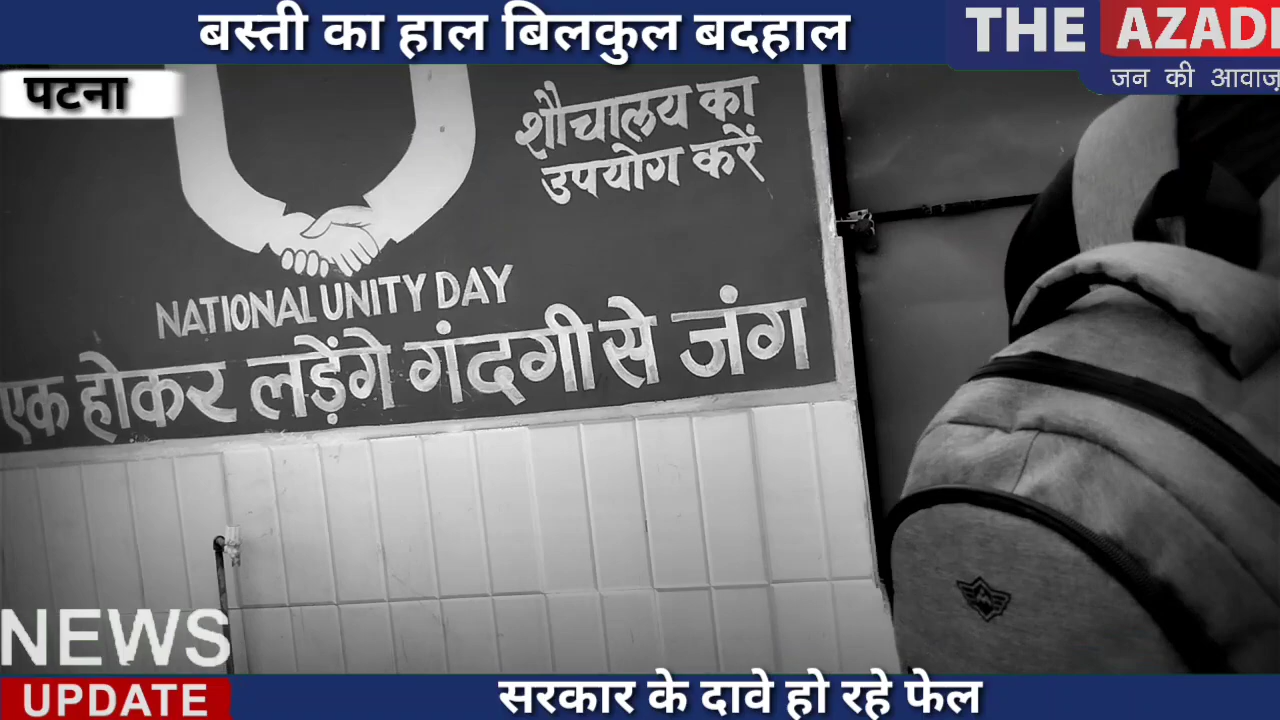 बस्ती का हाल बिलकुल बदहाल
THE AZADI
जन की आवाज़
पटना
शौचालय का
उपयोग करें
NATIONAL UNITY DAY
एक होकर लड़ेंगे गंदगी से जंग
NEWS
UPDATE
सरकार के दावे हो रहे फेल